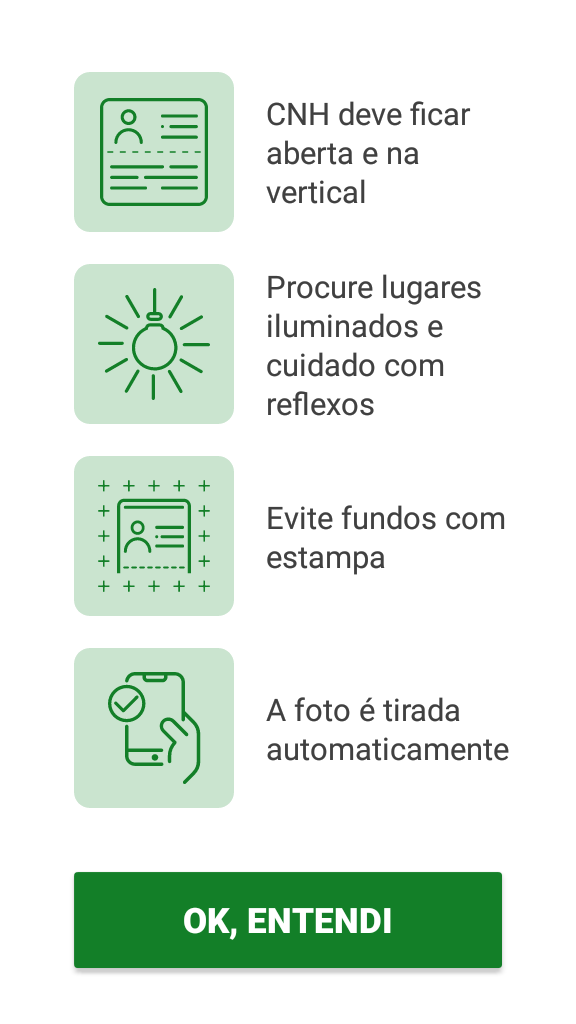 CNH deve ficar
aberta e na
vertical
Procure lugares
iluminados e
cuidado com
reflexos
Evite fundos com
estampa
A foto é tirada
automaticamente
OK, ENTENDI